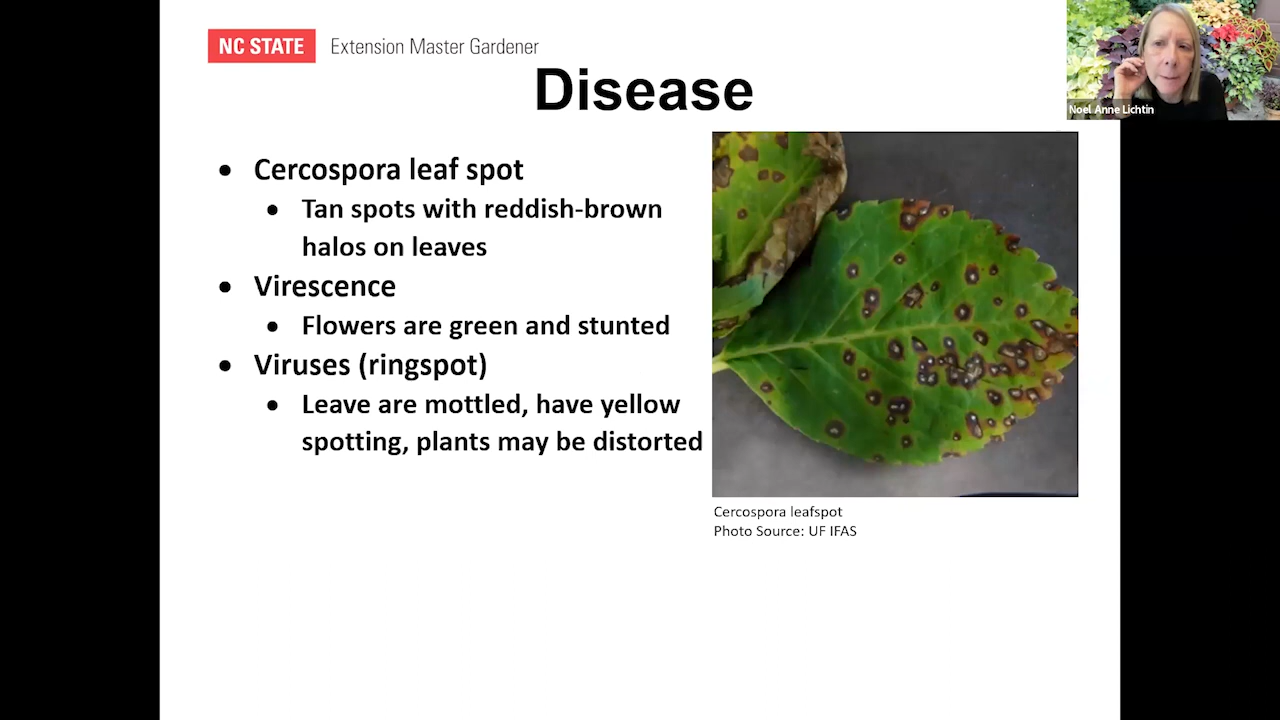 NC STATE Extension Master Gardener
Disease
Noel Anne Lichtin
• Cercospora leaf spot
• Tan spots with reddish-brown
halos on leaves
• Virescence
• Flowers are green and stunted
• Viruses (ringspot)
• Leave are mottled, have yellow
spotting, plants may be distorted
Cercospora leafspot
Photo Source: UF IFAS